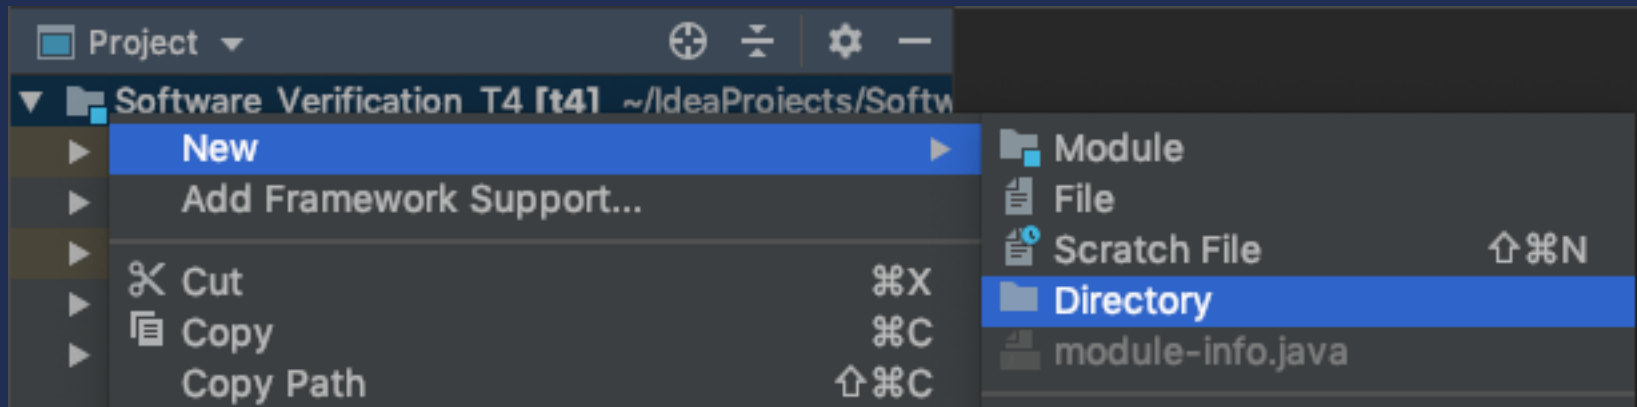 Project
Software_Verification_T4 [t4] ~/IdeaProjects/Softw
New
Add Framework Support...
Cut ⌘X
Copy ⌘C
Copy Path ⇧⌘C
Module
File
Scratch File ⇧⌘N
Directory
module-info.java